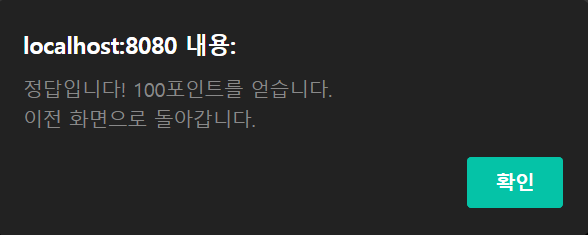 localhost:8080 내용:
정답입니다! 100포인트를 얻습니다.
이전 화면으로 돌아갑니다.
확인